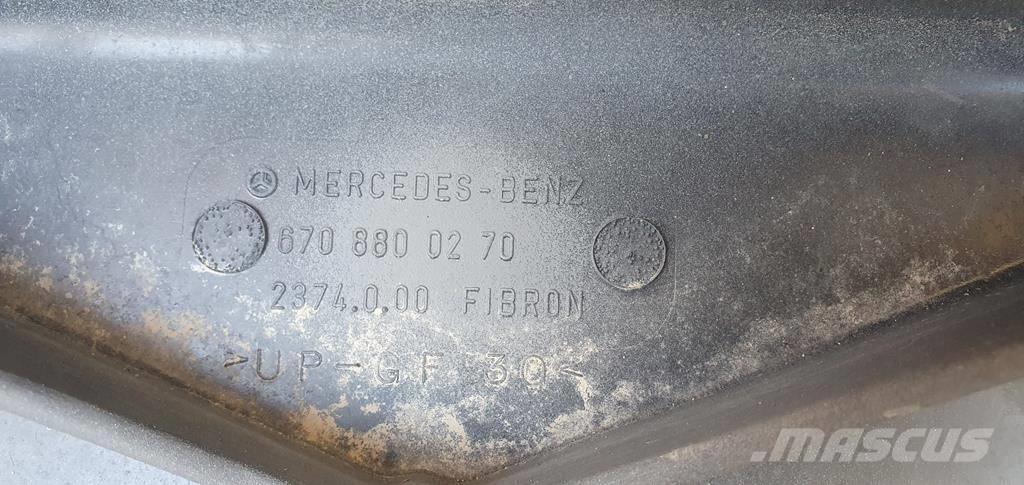 MERCEDES-BENZ
670 880 02 70
2374.0.00 FIBRON
>UP-GF 30<
MASCUS